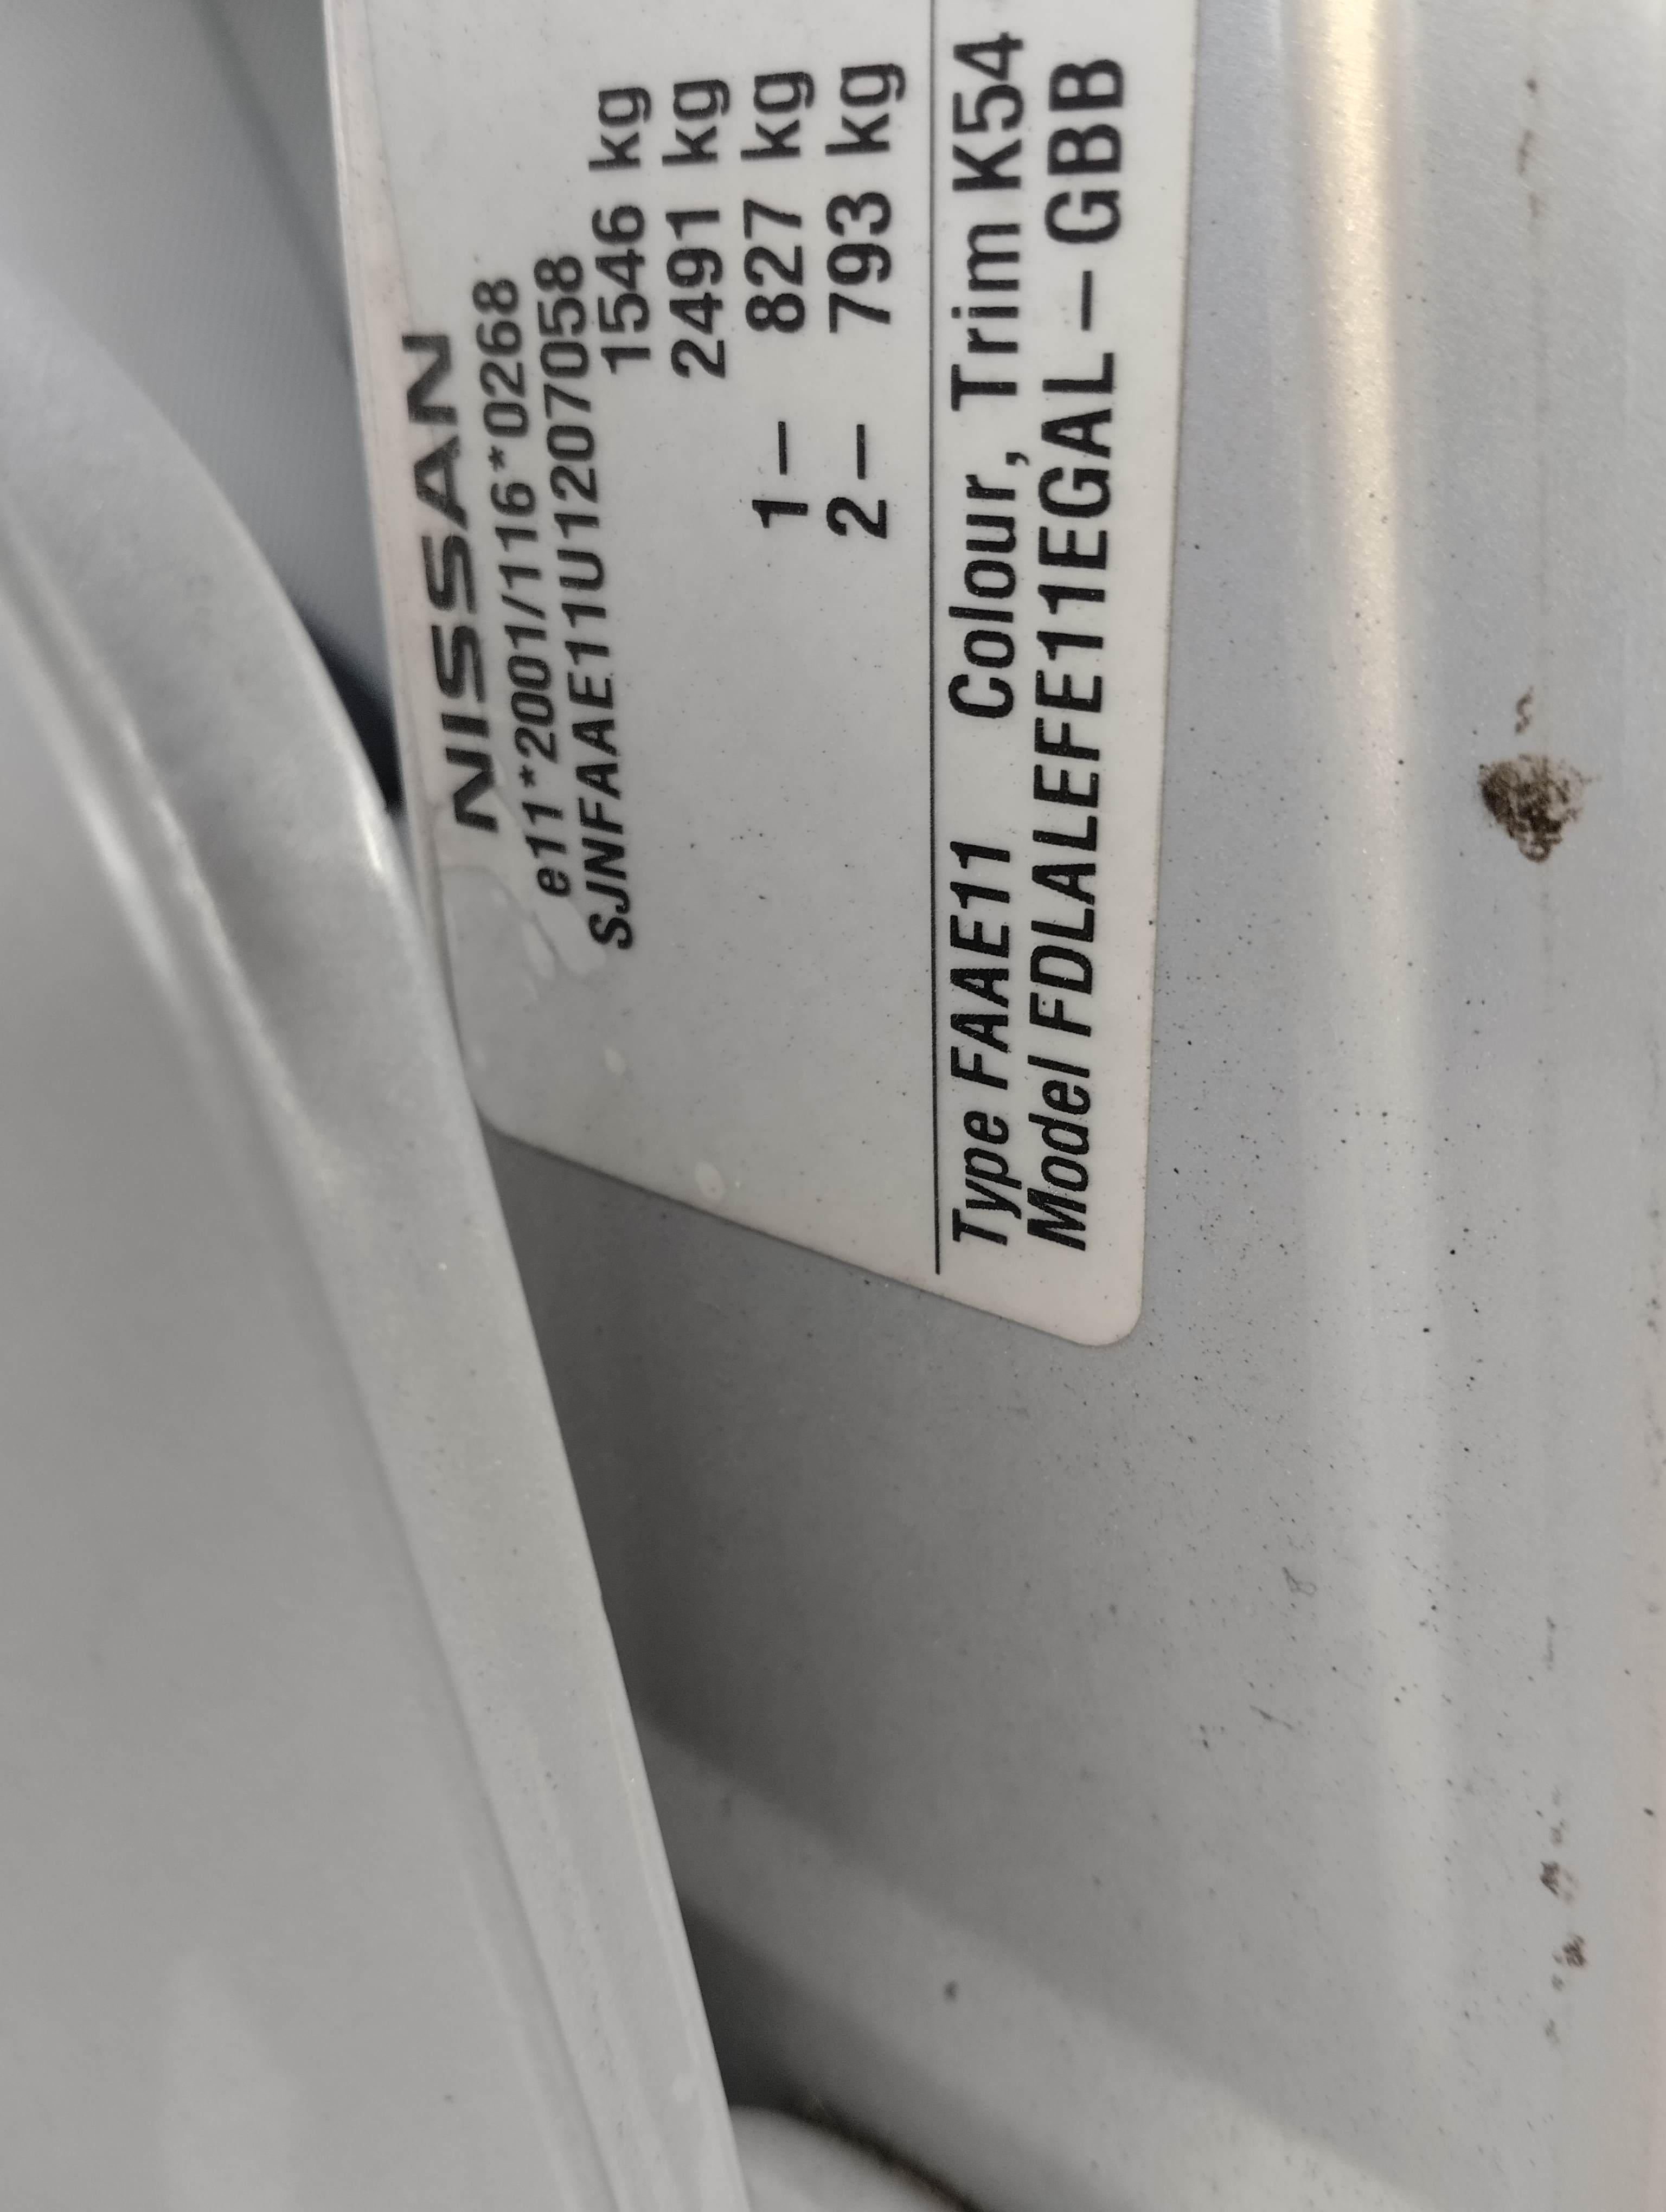 NISSAN
e11*2001/116*0268
SJNFAAE11U1207058
1546 kg
2491 kg
1– 827 kg
2– 793 kg
Type FAAE11 Colour, Trim K54
Model FDLALEFE11EGAL–GBB